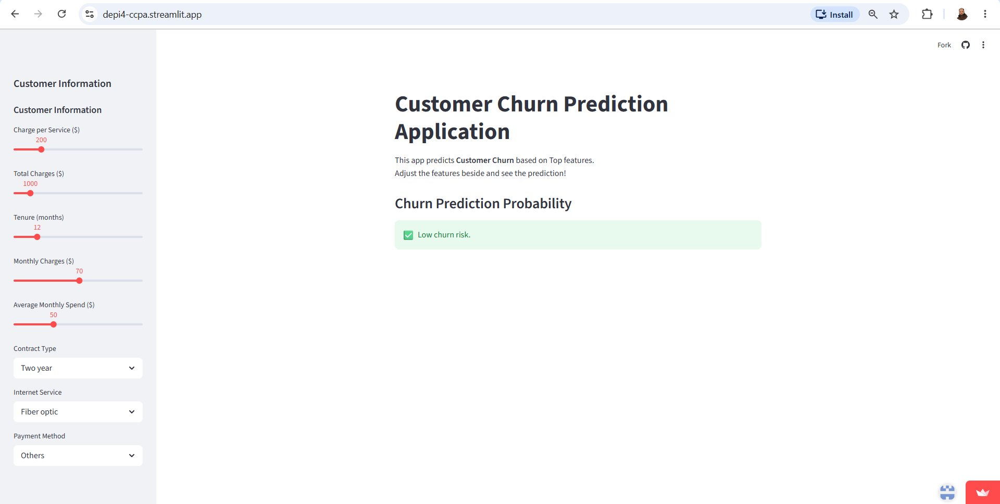 depi4-ccpa.streamlit.app
Install
Fork
Customer Information
Customer Information
Charge per Service ($)
200
Total Charges ($)
1000
Tenure (months)
12
Monthly Charges ($)
70
Average Monthly Spend ($)
50
Contract Type
Two year
Internet Service
Fiber optic
Payment Method
Others
Customer Churn Prediction
Application
This app predicts Customer Churn based on Top features.
Adjust the features beside and see the prediction!
Churn Prediction Probability
Low churn risk.